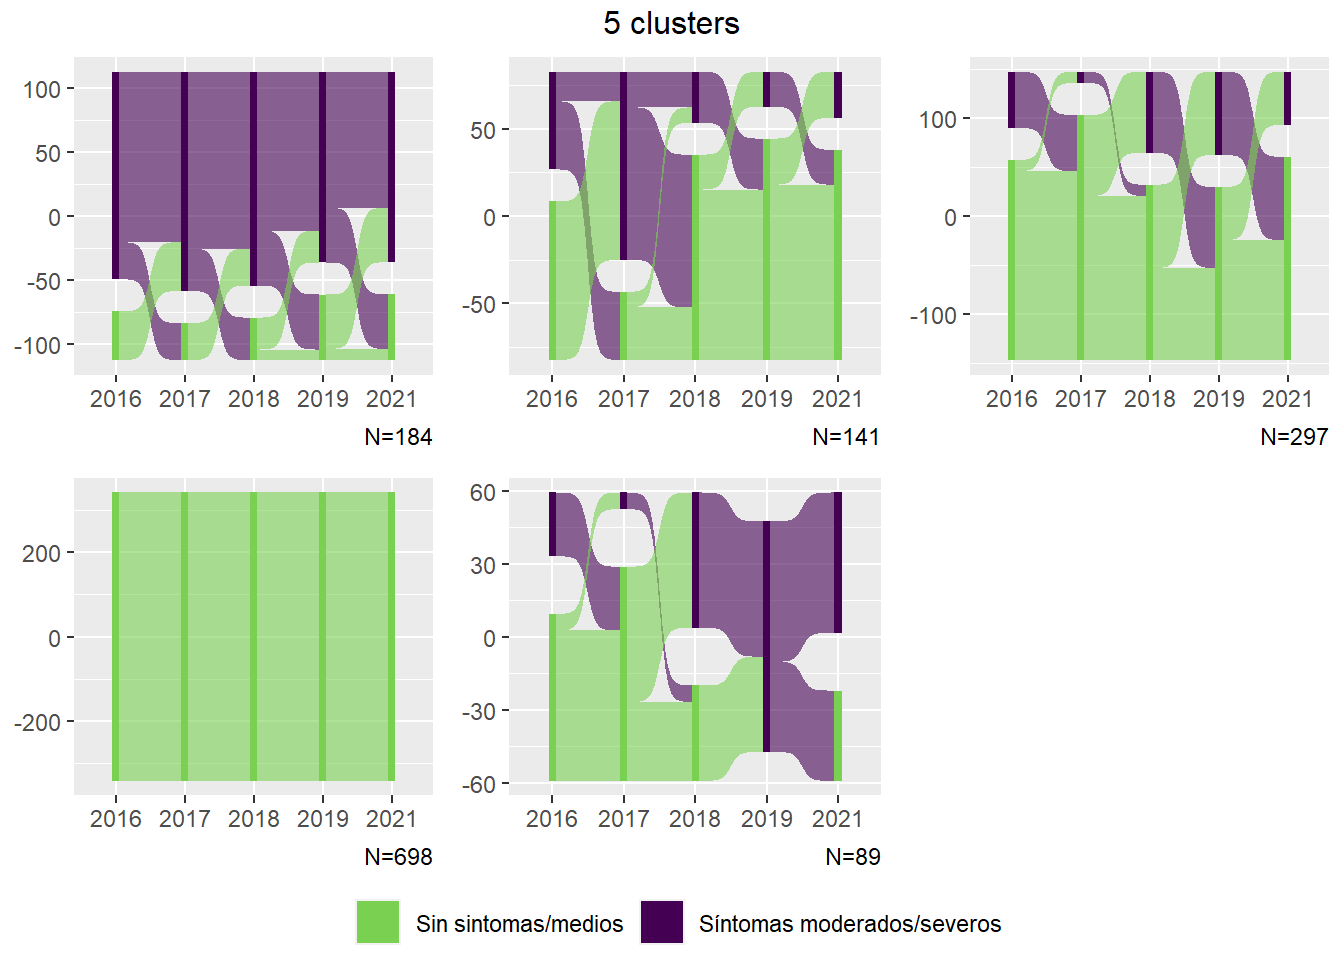 5 clusters
100
50
0
-50
-100
2016 2017 2018 2019 2021
N=184
50
0
-50
2016 2017 2018 2019 2021
N=141
100
0
-100
2016 2017 2018 2019 2021
N=297
200
0
-200
2016 2017 2018 2019 2021
N=698
60
30
0
-30
-60
2016 2017 2018 2019 2021
N=89
Sin sintomas/medios
Síntomas moderados/severos